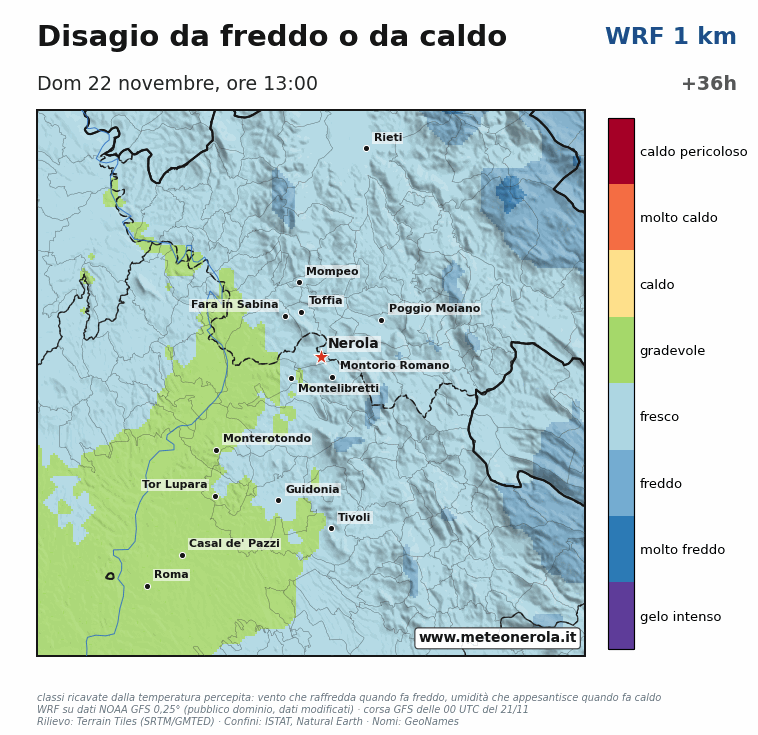 Disagio da freddo o da caldo
WRF 1 km
Dom 22 novembre, ore 13:00
+36h
Rieti
Mompeo
Toffia
Fara in Sabina
Poggio Moiano
Nerola
Montorio Romano
Montelibretti
Monterotondo
Tor Lupara
Guidonia
Tivoli
Casal de' Pazzi
Roma
www.meteonerola.it
caldo pericoloso
molto caldo
caldo
gradevole
fresco
freddo
molto freddo
gelo intenso
classi ricavate dalla temperatura percepita: vento che raffredda quando fa freddo, umidità che appesantisce quando fa caldo
WRF su dati NOAA GFS 0,25° (pubblico dominio, dati modificati) · corsa GFS delle 00 UTC del 21/11
Rilievo: Terrain Tiles (SRTM/GMTED) · Confini: ISTAT, Natural Earth · Nomi: GeoNames